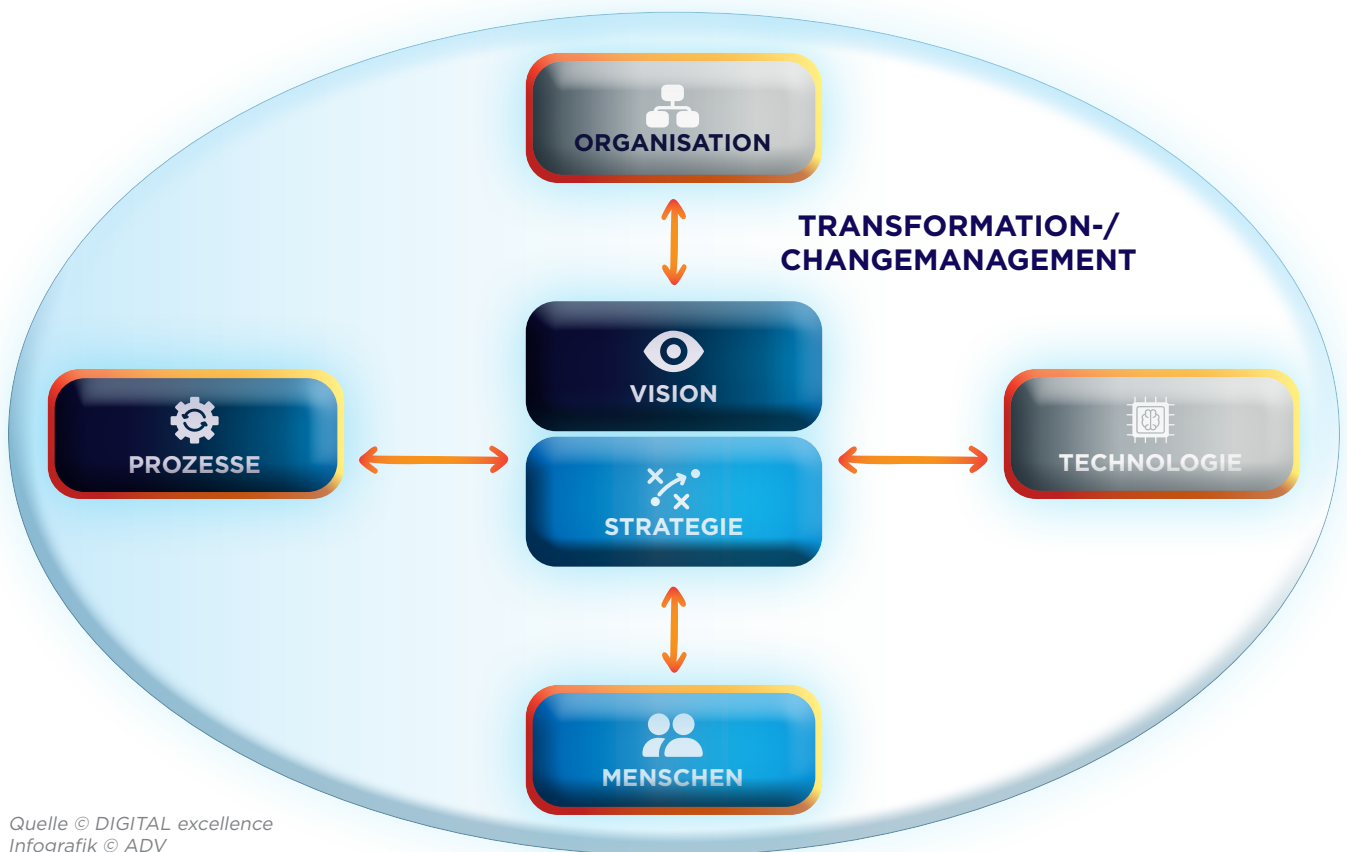 ORGANISATION
TRANSFORMATION-/
CHANGEMANAGEMENT
VISION
PROZESSE
TECHNOLOGIE
STRATEGIE
MENSCHEN
Quelle © DIGITAL excellence
Infografik © ADV